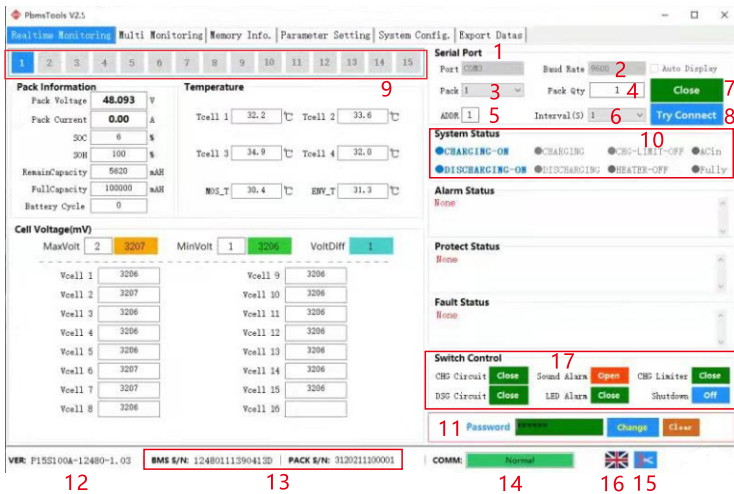 PbmsTools V2.5
Realtime Monitoring Multi Monitoring Memory Info. Parameter Setting System Config. Export Datas
1 2 3 4 5 6 7 8 9 10 11 12 13 14 15
9
Pack Information
Pack Voltage 48.093 V
Pack Current 0.00 A
SOC 6 %
SOH 100 %
RemainCapacity 5620 mAH
FullCapacity 100000 mAH
Battery Cycle 0
Temperature
Tcell 1 32.2 ℃ Tcell 2 33.6 ℃
Tcell 3 34.9 ℃ Tcell 4 32.0 ℃
MOS_T 30.4 ℃ ENV_T 31.3 ℃
Cell Voltage(mV)
MaxVolt 2 3207 MinVolt 1 3206 VoltDiff 1
Vcell 1 3206 Vcell 9 3206
Vcell 2 3207 Vcell 10 3206
Vcell 3 3207 Vcell 11 3206
Vcell 4 3206 Vcell 12 3206
Vcell 5 3206 Vcell 13 3206
Vcell 6 3207 Vcell 14 3206
Vcell 7 3207 Vcell 15 3206
Vcell 8 3206 Vcell 16
Serial Port 1
Port COM3 Baud Rate 9600 2 Auto Display
Pack 1 3 Pack Qty 1 4 Close 7
ADDR 1 5 Interval(S) 1 6 Try Connect 8
System Status 10
CHARGING-ON CHARGING CHG-LIMIT-OFF ACin
DISCHARGING-ON DISCHARGING HEATER-OFF Fully
Alarm Status
None
Protect Status
None
Fault Status
None
Switch Control 17
CHG Circuit Close Sound Alarm Open CHG Limiter Close
DSG Circuit Close LED Alarm Close Shutdown Off
11 Password ****** Change Clear
VER: P15S100A-12480-1.03 BMS S/N: 12480111390413D PACK S/N: 3120211100001 COMM: Normal
12 13 14 16 15